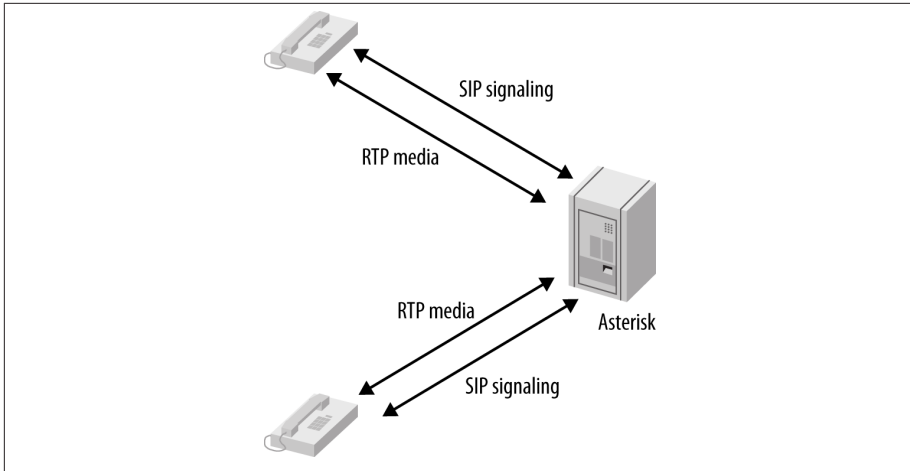 SIP signaling
RTP media
RTP media
Asterisk
SIP signaling